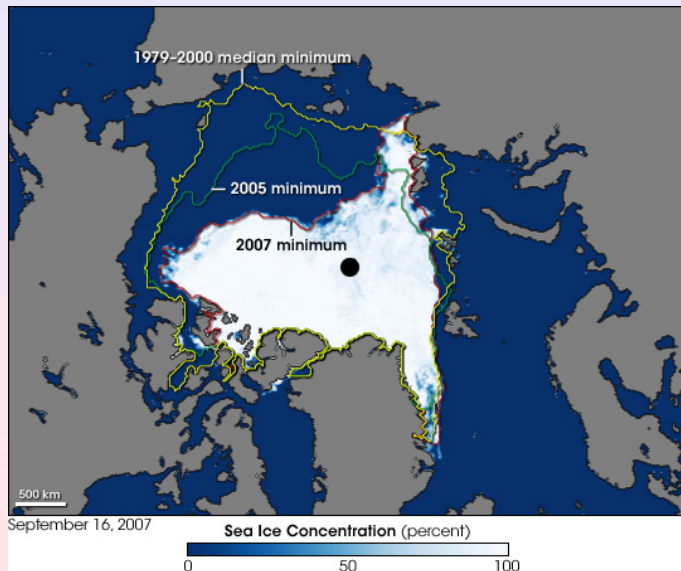 1979–2000 median minimum
2005 minimum
2007 minimum
500 km
September 16, 2007
Sea Ice Concentration (percent)
0 50 100